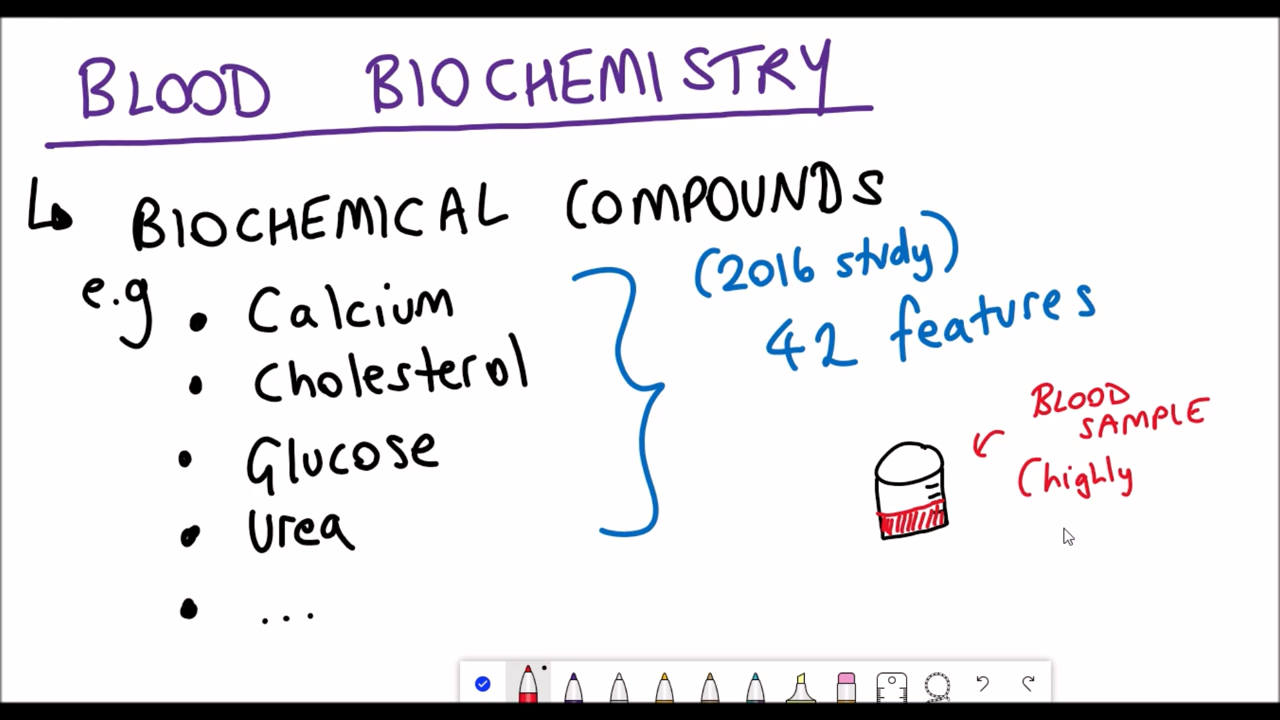 BLOOD BIOCHEMISTRY
BIOCHEMICAL COMPOUNDS
(2016 study)
42 features
e.g • Calcium
• Cholesterol
• Glucose
• Urea
• ...
BLOOD
SAMPLE
(highly